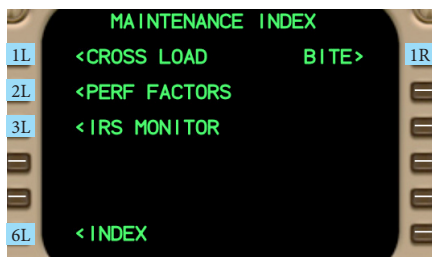 MAINTENANCE INDEX
1L <CROSS LOAD BITE> 1R
2L <PERF FACTORS
3L <IRS MONITOR
6L <INDEX